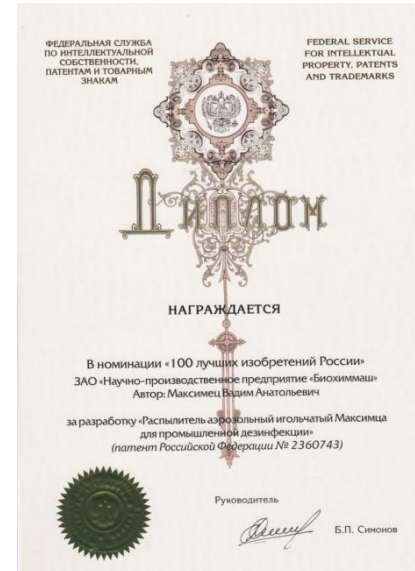 ФЕДЕРАЛЬНАЯ СЛУЖБА
ПО ИНТЕЛЛЕКТУАЛЬНОЙ
СОБСТВЕННОСТИ,
ПАТЕНТАМ И ТОВАРНЫМ
ЗНАКАМ
FEDERAL SERVICE
FOR INTELLEKTUAL
PROPERTY, PATENTS
AND TRADEMARKS
Диплом
НАГРАЖДАЕТСЯ
В номинации «100 лучших изобретений России»
ЗАО «Научно-производственное предприятие «Биохиммаш»
Автор: Максимец Вадим Анатольевич
за разработку «Распылитель аэрозольный игольчатый Максимца
для промышленной дезинфекции»
(патент Российской Федерации № 2360743)
Руководитель
Б.П. Симонов